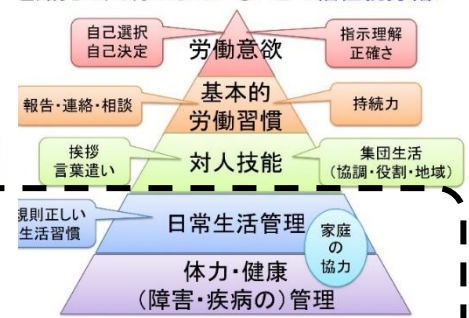 自己選択
自己決定
労働意欲
指示理解
正確さ
報告・連絡・相談
基本的
労働習慣
持続力
挨拶
言葉遣い
対人技能
集団生活
(協調・役割・地域)
規則正しい
生活習慣
日常生活管理
家庭
の
協力
体力・健康
(障害・疾病の)管理